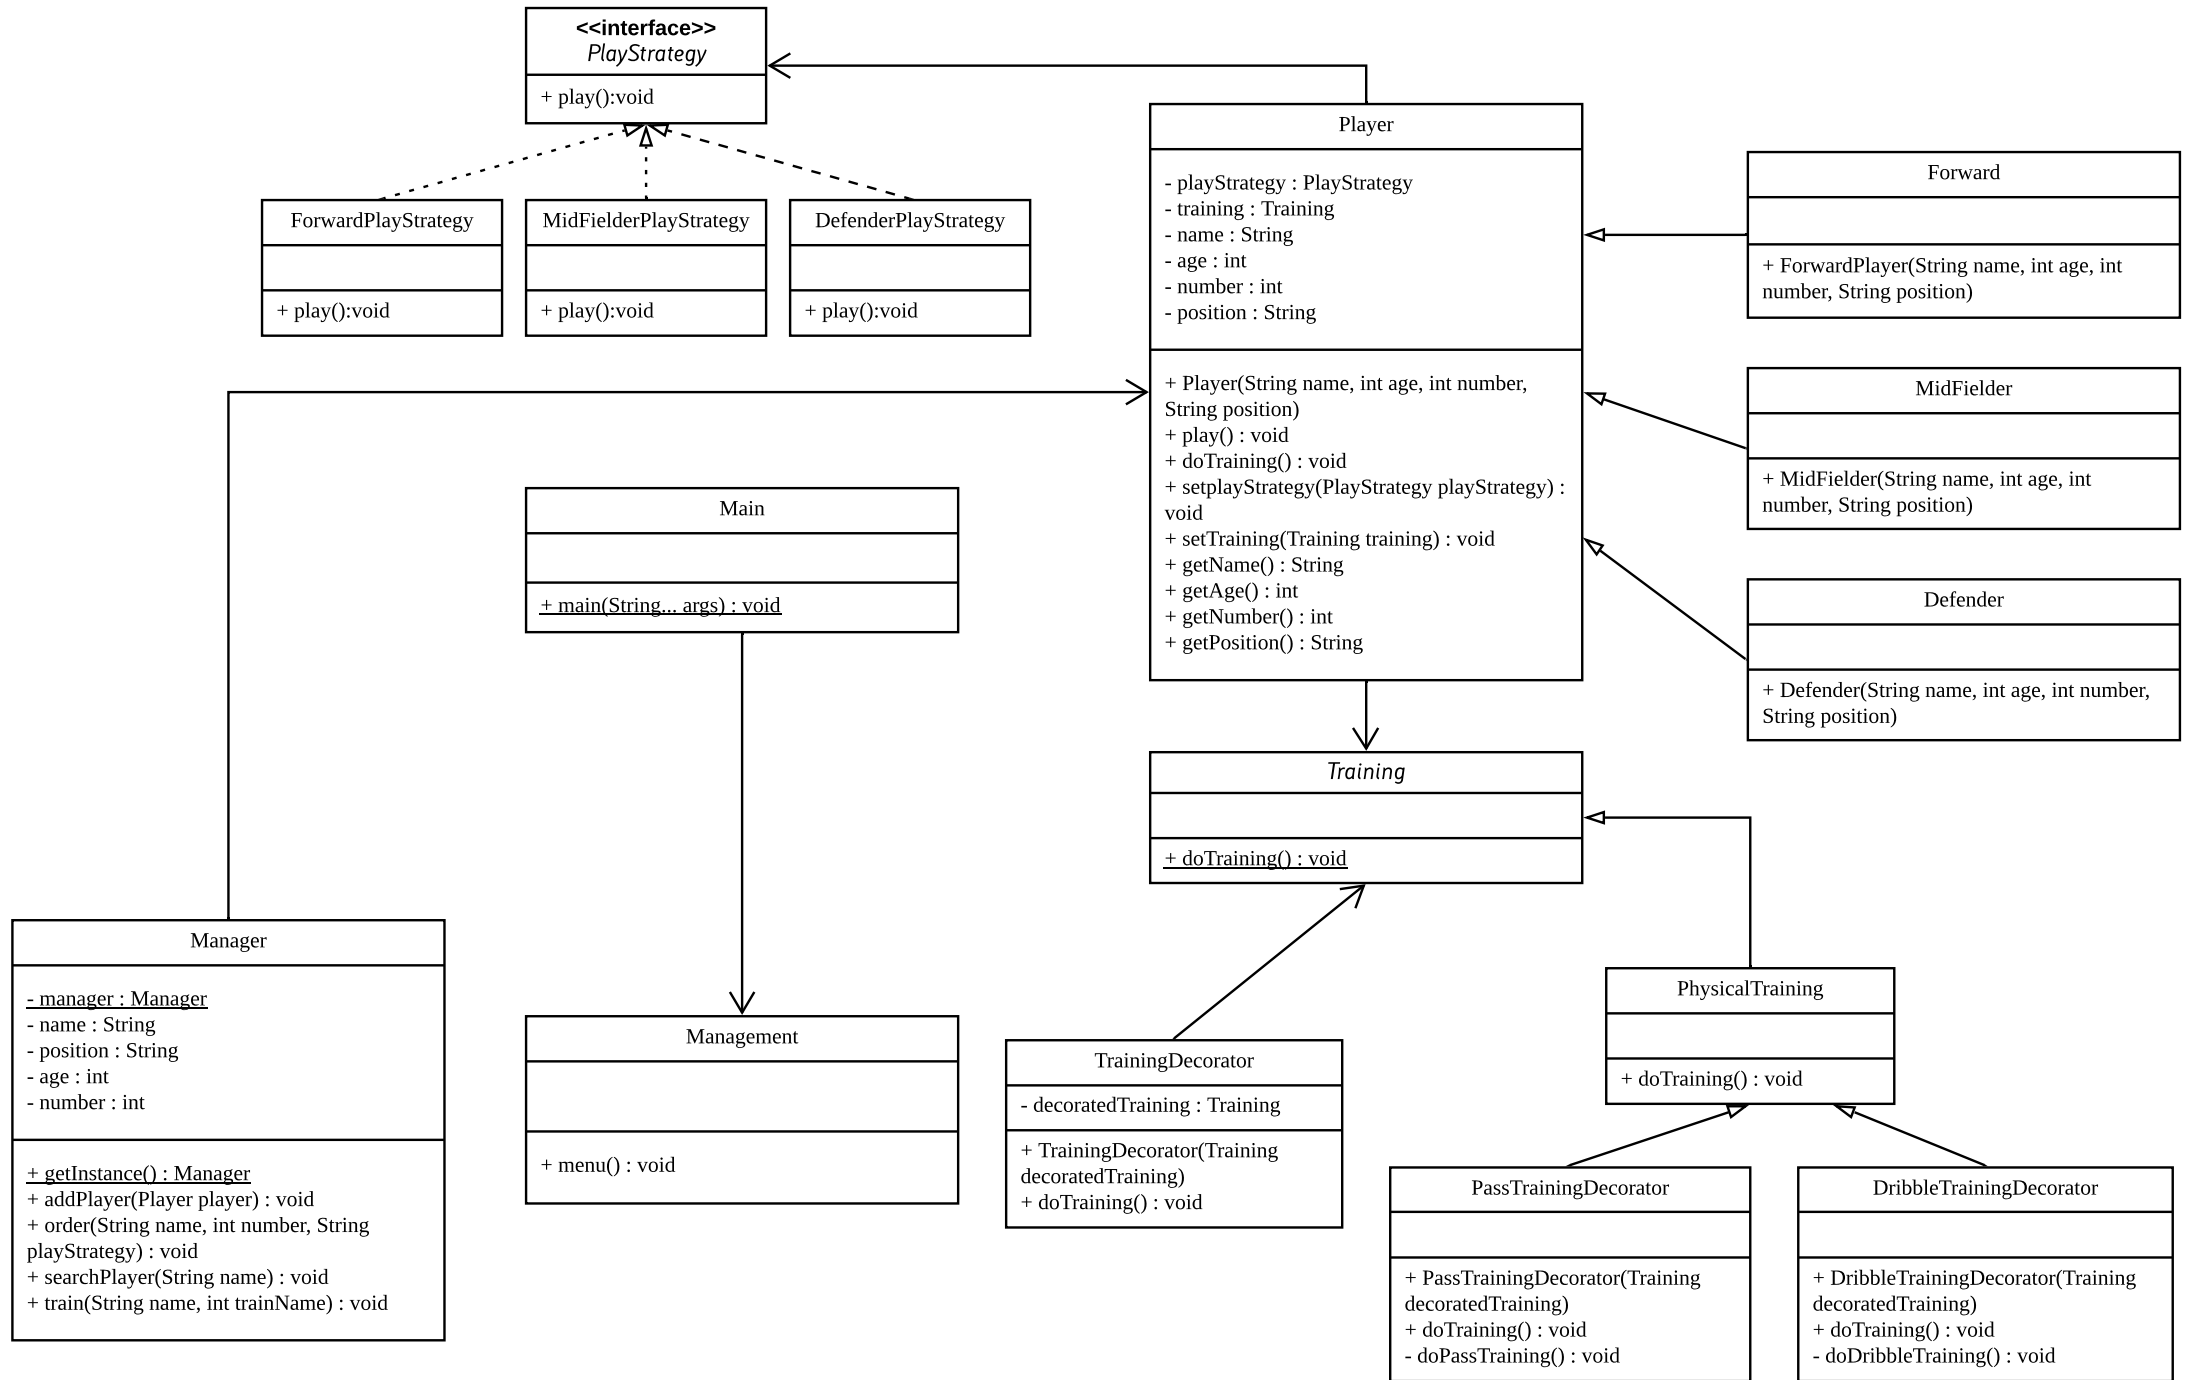 <<interface>>
PlayStrategy
+ play():void
ForwardPlayStrategy
+ play():void
MidFielderPlayStrategy
+ play():void
DefenderPlayStrategy
+ play():void
Player
- playStrategy : PlayStrategy
- training : Training
- name : String
- age : int
- number : int
- position : String
+ Player(String name, int age, int number,
String position)
+ play() : void
+ doTraining() : void
+ setplayStrategy(PlayStrategy playStrategy) :
void
+ setTraining(Training training) : void
+ getName() : String
+ getAge() : int
+ getNumber() : int
+ getPosition() : String
Forward
+ ForwardPlayer(String name, int age, int
number, String position)
MidFielder
+ MidFielder(String name, int age, int
number, String position)
Defender
+ Defender(String name, int age, int number,
String position)
Main
+ main(String... args) : void
Training
+ doTraining() : void
Manager
- manager : Manager
- name : String
- position : String
- age : int
- number : int
+ getInstance() : Manager
+ addPlayer(Player player) : void
+ order(String name, int number, String
playStrategy) : void
+ searchPlayer(String name) : void
+ train(String name, int trainName) : void
Management
+ menu() : void
TrainingDecorator
- decoratedTraining : Training
+ TrainingDecorator(Training
decoratedTraining)
+ doTraining() : void
PhysicalTraining
+ doTraining() : void
PassTrainingDecorator
+ PassTrainingDecorator(Training
decoratedTraining)
+ doTraining() : void
- doPassTraining() : void
DribbleTrainingDecorator
+ DribbleTrainingDecorator(Training
decoratedTraining)
+ doTraining() : void
- doDribbleTraining() : void